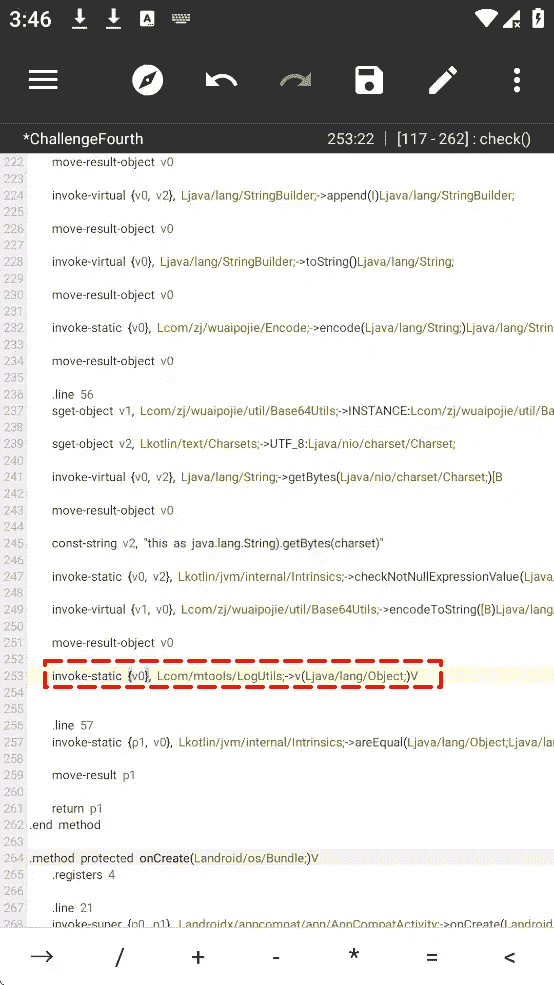 3:46
*ChallengeFourth 253:22 | [117 - 262] : check()
222 move-result-object v0
223
224 invoke-virtual {v0, v2}, Ljava/lang/StringBuilder;->append(I)Ljava/lang/StringBuilder;
225
226 move-result-object v0
227
228 invoke-virtual {v0}, Ljava/lang/StringBuilder;->toString()Ljava/lang/String;
229
230 move-result-object v0
231
232 invoke-static {v0}, Lcom/zj/wuaipojie/Encode;->encode(Ljava/lang/String;)Ljava/lang/Strin
233
234 move-result-object v0
235
236 .line 56
237 sget-object v1, Lcom/zj/wuaipojie/util/Base64Utils;->INSTANCE:Lcom/zj/wuaipojie/util/Ba
238
239 sget-object v2, Lkotlin/text/Charsets;->UTF_8:Ljava/nio/charset/Charset;
240
241 invoke-virtual {v0, v2}, Ljava/lang/String;->getBytes(Ljava/nio/charset/Charset;)[B
242
243 move-result-object v0
244
245 const-string v2, "this as java.lang.String).getBytes(charset)"
246
247 invoke-static {v0, v2}, Lkotlin/jvm/internal/Intrinsics;->checkNotNullExpressionValue(Ljava,
248
249 invoke-virtual {v1, v0}, Lcom/zj/wuaipojie/util/Base64Utils;->encodeToString([B)Ljava/lang,
250
251 move-result-object v0
252
253 invoke-static {v0}, Lcom/mtools/LogUtils;->v(Ljava/lang/Object;)V
254
255
256 .line 57
257 invoke-static {p1, v0}, Lkotlin/jvm/internal/Intrinsics;->areEqual(Ljava/lang/Object;Ljava/la
258
259 move-result p1
260
261 return p1
262 .end method
263
264 .method protected onCreate(Landroid/os/Bundle;)V
265 .registers 4
266
267 .line 21
268 invoke-super {p0, p1}, Landroidx/appcompat/app/AppCompatActivity;->onCreate(Landroid
→ / + - * = <